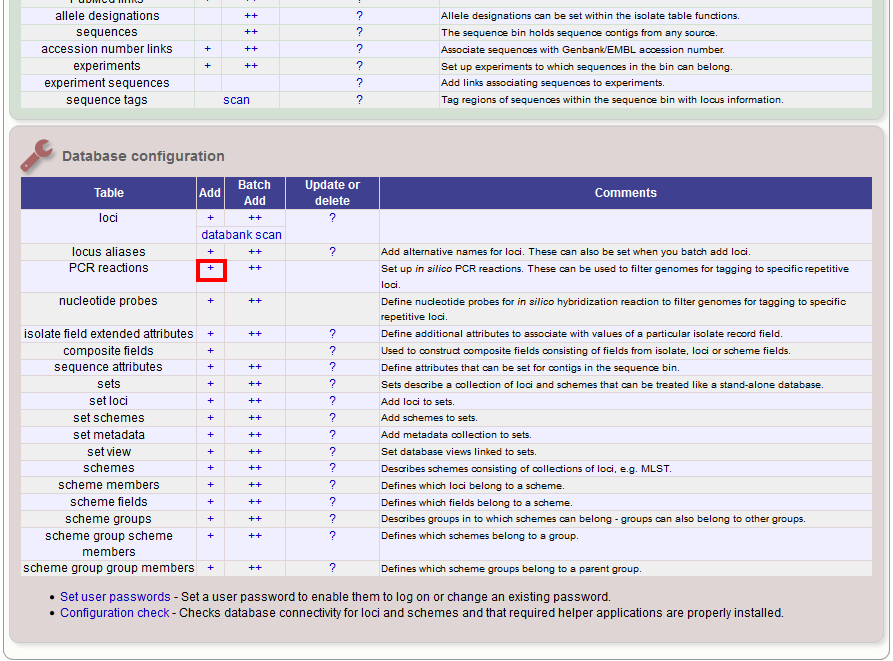 PubMed links + ++ ?
allele designations ++ ? Allele designations can be set within the isolate table functions.
sequences ++ ? The sequence bin holds sequence contigs from any source.
accession number links + ++ ? Associate sequences with Genbank/EMBL accession number.
experiments + ++ ? Set up experiments to which sequences in the bin can belong.
experiment sequences ? Add links associating sequences to experiments.
sequence tags scan ? Tag regions of sequences within the sequence bin with locus information.
Database configuration
Table Add Batch Add Update or delete Comments
loci + ++ ?
databank scan
locus aliases + ++ ? Add alternative names for loci. These can also be set when you batch add loci.
PCR reactions + ++ Set up in silico PCR reactions. These can be used to filter genomes for tagging to specific repetitive
loci.
nucleotide probes + ++ Define nucleotide probes for in silico hybridization reaction to filter genomes for tagging to specific
repetitive loci.
isolate field extended attributes + ++ ? Define additional attributes to associate with values of a particular isolate record field.
composite fields + ? Used to construct composite fields consisting of fields from isolate, loci or scheme fields.
sequence attributes + ++ ? Define attributes that can be set for contigs in the sequence bin.
sets + ++ ? Sets describe a collection of loci and schemes that can be treated like a stand-alone database.
set loci + ++ ? Add loci to sets.
set schemes + ++ ? Add schemes to sets.
set metadata + ++ ? Add metadata collection to sets.
set view + ++ ? Set database views linked to sets.
schemes + ++ ? Describes schemes consisting of collections of loci, e.g. MLST.
scheme members + ++ ? Defines which loci belong to a scheme.
scheme fields + ++ ? Defines which fields belong to a scheme.
scheme groups + ++ ? Describes groups in to which schemes can belong - groups can also belong to other groups.
scheme group scheme + ++ ? Defines which schemes belong to a group.
members
scheme group group members + ++ ? Defines which scheme groups belong to a parent group.
• Set user passwords - Set a user password to enable them to log on or change an existing password.
• Configuration check - Checks database connectivity for loci and schemes and that required helper applications are properly installed.